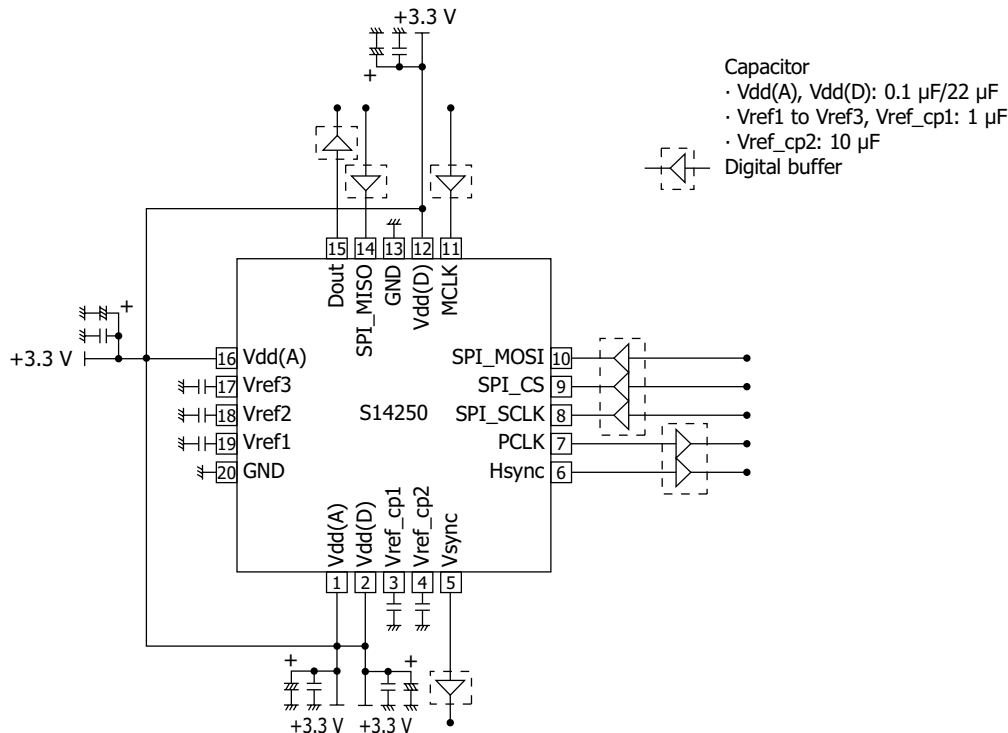 +3.3 V
+
Capacitor
· Vdd(A), Vdd(D): 0.1 µF/22 µF
· Vref1 to Vref3, Vref_cp1: 1 µF
· Vref_cp2: 10 µF
Digital buffer
15 14 13 12 11
Dout
SPI_MISO
GND
Vdd(D)
MCLK
+
+3.3 V
16 Vdd(A)
17 Vref3
18 Vref2
19 Vref1
20 GND
S14250
SPI_MOSI 10
SPI_CS 9
SPI_SCLK 8
PCLK 7
Hsync 6
Vdd(A)
Vdd(D)
Vref_cp1
Vref_cp2
Vsync
1 2 3 4 5
+ +
+3.3 V +3.3 V